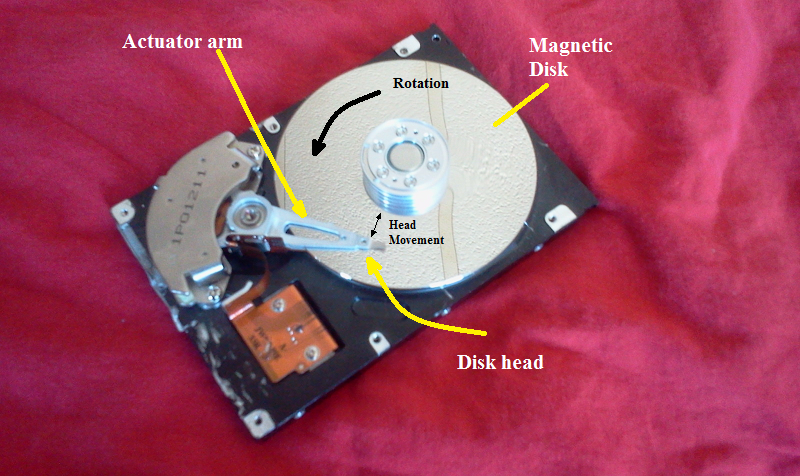 Actuator arm
Magnetic
Disk
Rotation
1P01211
Head
Movement
Disk head